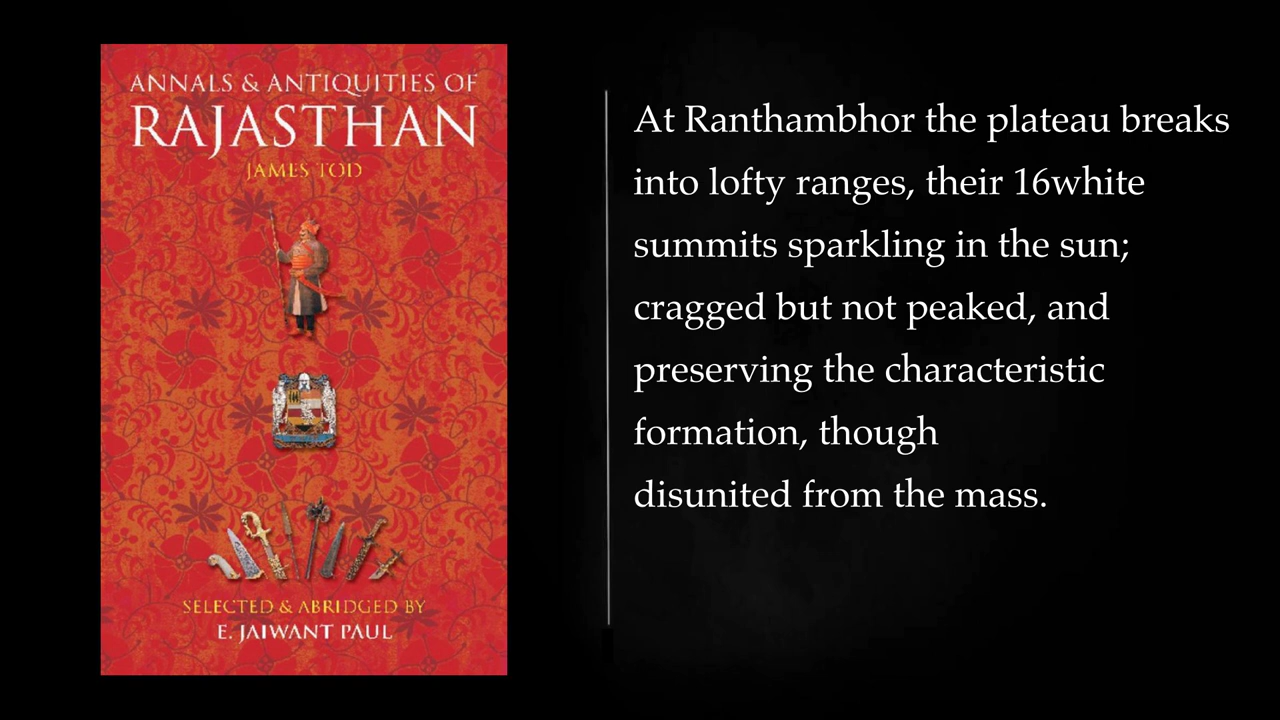 ANNALS & ANTIQUITIES OF
RAJASTHAN
JAMES TOD
SELECTED & ABRIDGED BY
E. JAIWANT PAUL
At Ranthambhor the plateau breaks
into lofty ranges, their 16white
summits sparkling in the sun;
cragged but not peaked, and
preserving the characteristic
formation, though
disunited from the mass.